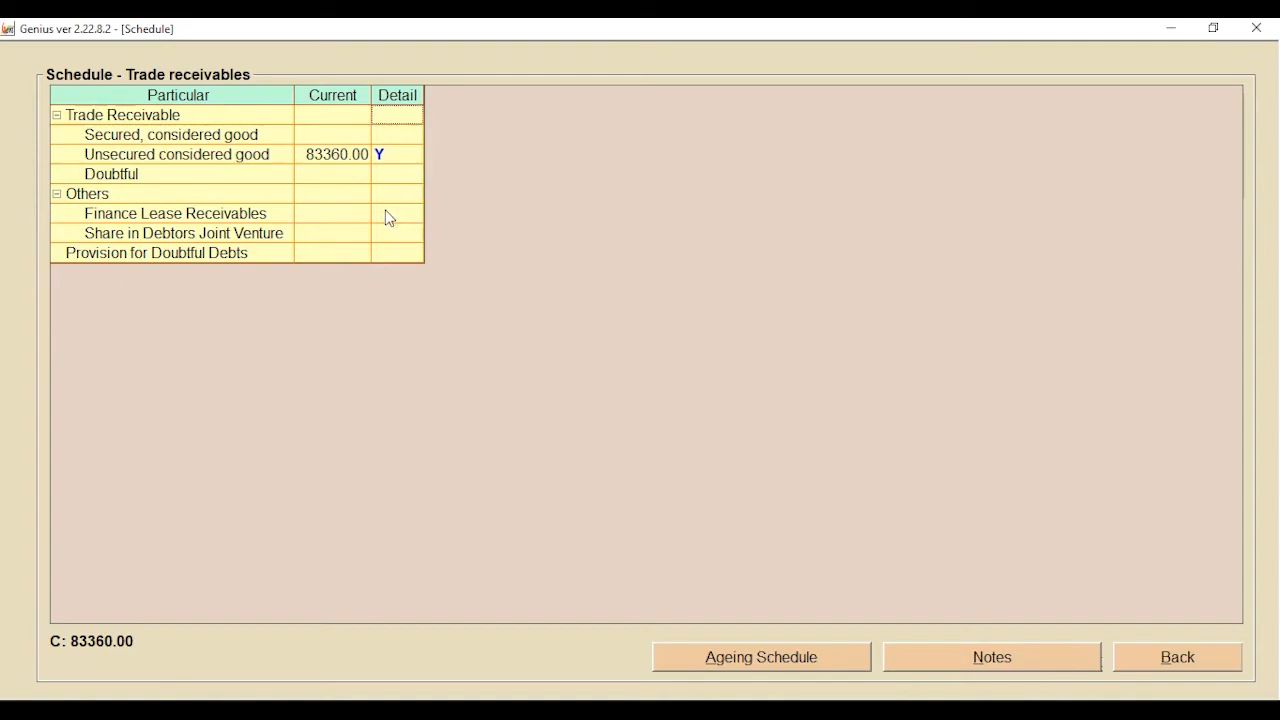 Genius ver 2.22.8.2 - [Schedule]
Schedule - Trade receivables
Particular Current Detail
Trade Receivable
Secured, considered good
Unsecured considered good 83360.00 Y
Doubtful
Others
Finance Lease Receivables
Share in Debtors Joint Venture
Provision for Doubtful Debts
C: 83360.00
Ageing Schedule Notes Back